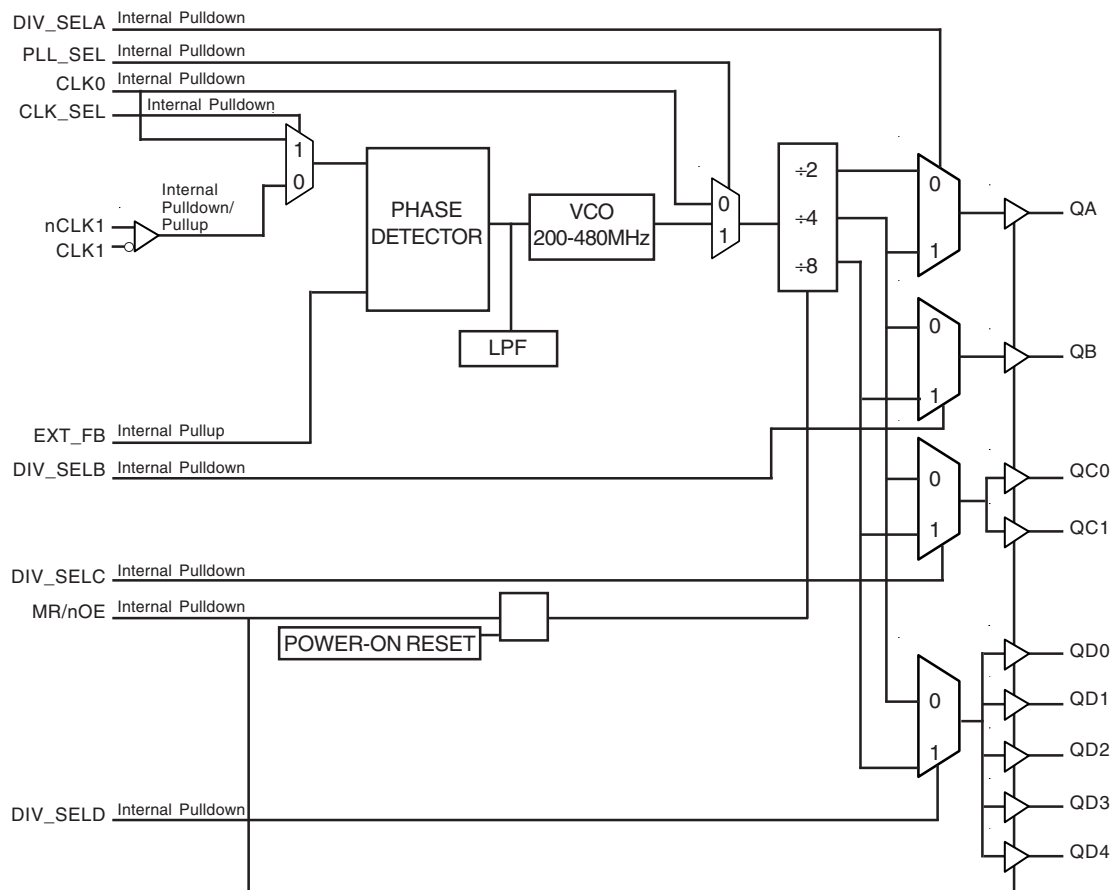 DIV_SELA Internal Pulldown
PLL_SEL Internal Pulldown
CLK0 Internal Pulldown
CLK_SEL Internal Pulldown
1
0
Internal
Pulldown/
Pullup
nCLK1
CLK1
PHASE
DETECTOR
VCO
200-480MHz
LPF
0
1
÷2
÷4
÷8
0
1
QA
0
1
QB
EXT_FB Internal Pullup
DIV_SELB Internal Pulldown
0
1
QC0
QC1
DIV_SELC Internal Pulldown
MR/nOE Internal Pulldown
POWER-ON RESET
0
1
QD0
QD1
QD2
QD3
QD4
DIV_SELD Internal Pulldown